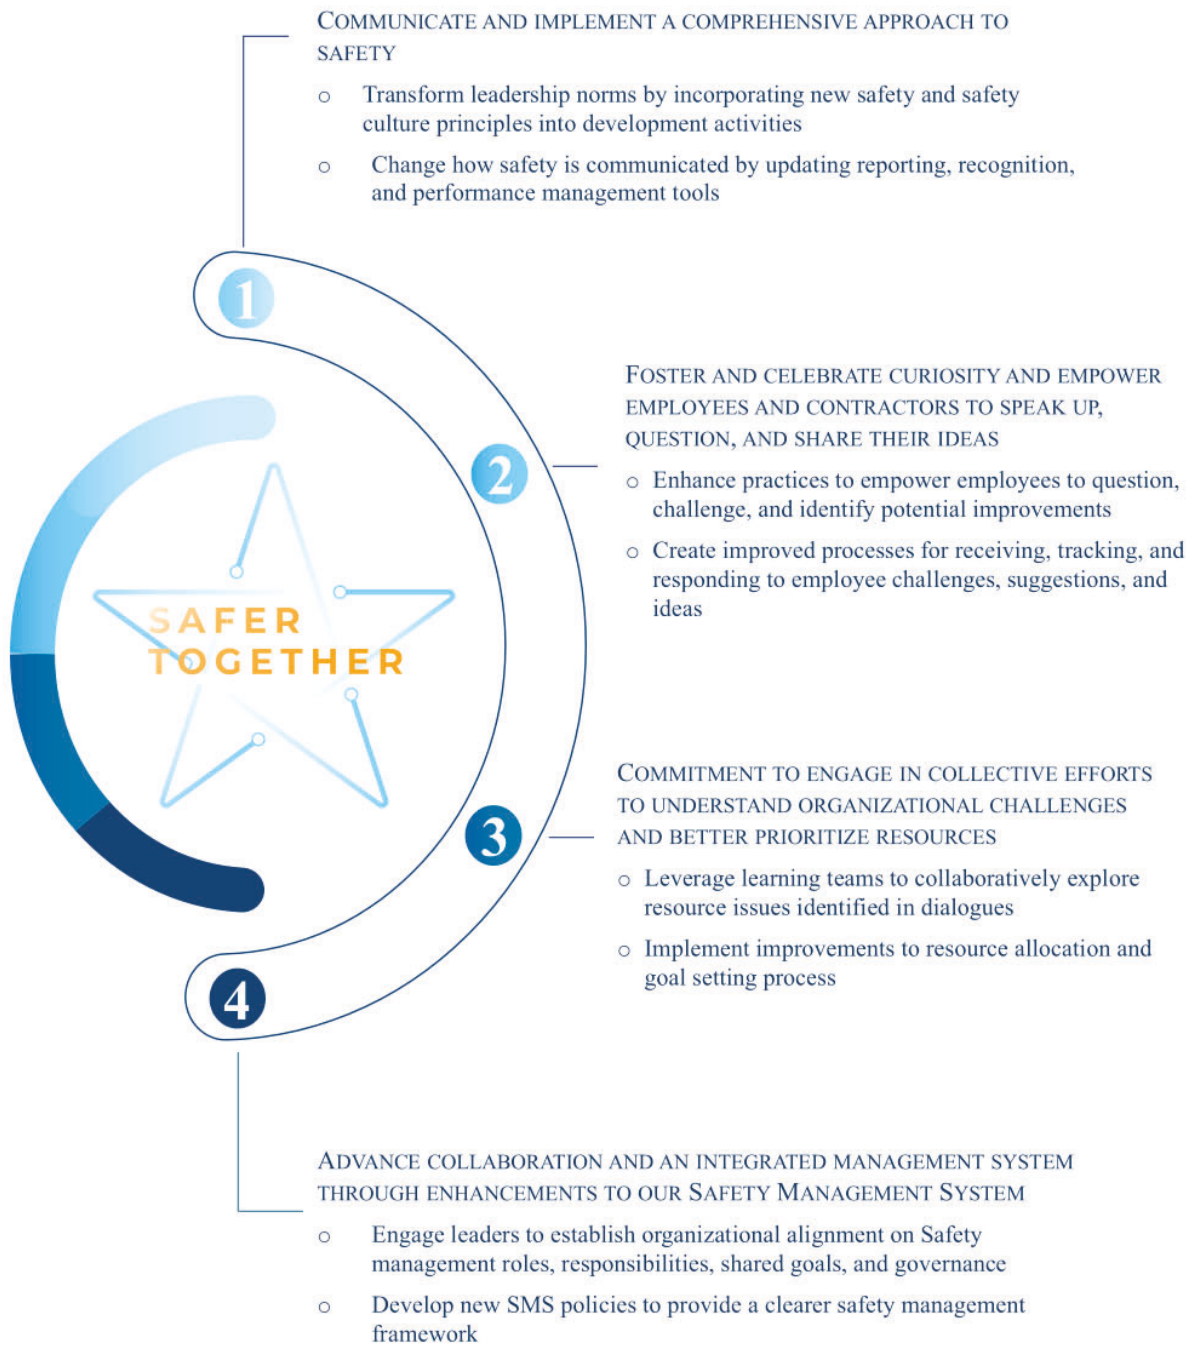 COMMUNICATE AND IMPLEMENT A COMPREHENSIVE APPROACH TO
SAFETY
○ Transform leadership norms by incorporating new safety and safety
culture principles into development activities
○ Change how safety is communicated by updating reporting, recognition,
and performance management tools
1
2
FOSTER AND CELEBRATE CURIOSITY AND EMPOWER
EMPLOYEES AND CONTRACTORS TO SPEAK UP,
QUESTION, AND SHARE THEIR IDEAS
○ Enhance practices to empower employees to question,
challenge, and identify potential improvements
○ Create improved processes for receiving, tracking, and
responding to employee challenges, suggestions, and
ideas
SAFER
TOGETHER
3
COMMITMENT TO ENGAGE IN COLLECTIVE EFFORTS
TO UNDERSTAND ORGANIZATIONAL CHALLENGES
AND BETTER PRIORITIZE RESOURCES
○ Leverage learning teams to collaboratively explore
resource issues identified in dialogues
○ Implement improvements to resource allocation and
goal setting process
4
ADVANCE COLLABORATION AND AN INTEGRATED MANAGEMENT SYSTEM
THROUGH ENHANCEMENTS TO OUR SAFETY MANAGEMENT SYSTEM
○ Engage leaders to establish organizational alignment on Safety
management roles, responsibilities, shared goals, and governance
○ Develop new SMS policies to provide a clearer safety management
framework